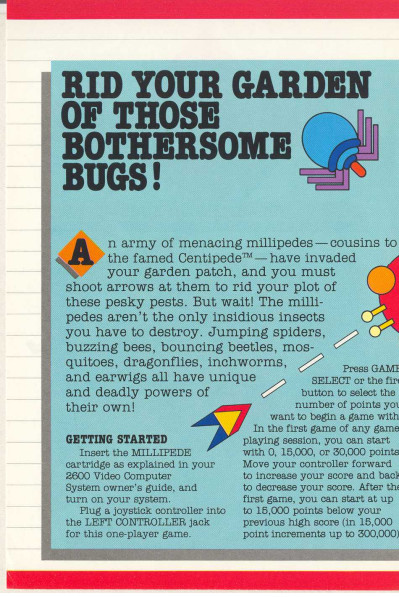 RID YOUR GARDEN
OF THOSE
BOTHERSOME
BUGS!
An army of menacing millipedes—cousins to
the famed Centipede™—have invaded
your garden patch, and you must
shoot arrows at them to rid your plot of
these pesky pests. But wait! The milli-
pedes aren't the only insidious insects
you have to destroy. Jumping spiders,
buzzing bees, bouncing beetles, mos-
quitoes, dragonflies, inchworms,
and earwigs all have unique
and deadly powers of
their own!
GETTING STARTED
Insert the MILLIPEDE
cartridge as explained in your
2600 Video Computer
System owner's guide, and
turn on your system.
Plug a joystick controller into
the LEFT CONTROLLER jack
for this one-player game.
Press GAME
SELECT or the fire
button to select the
number of points you
want to begin a game with.
In the first game of any game
playing session, you can start
with 0, 15,000, or 30,000 points.
Move your controller forward
to increase your score and back
to decrease your score. After the
first game, you can start at up
to 15,000 points below your
previous high score (in 15,000
point increments up to 300,000)